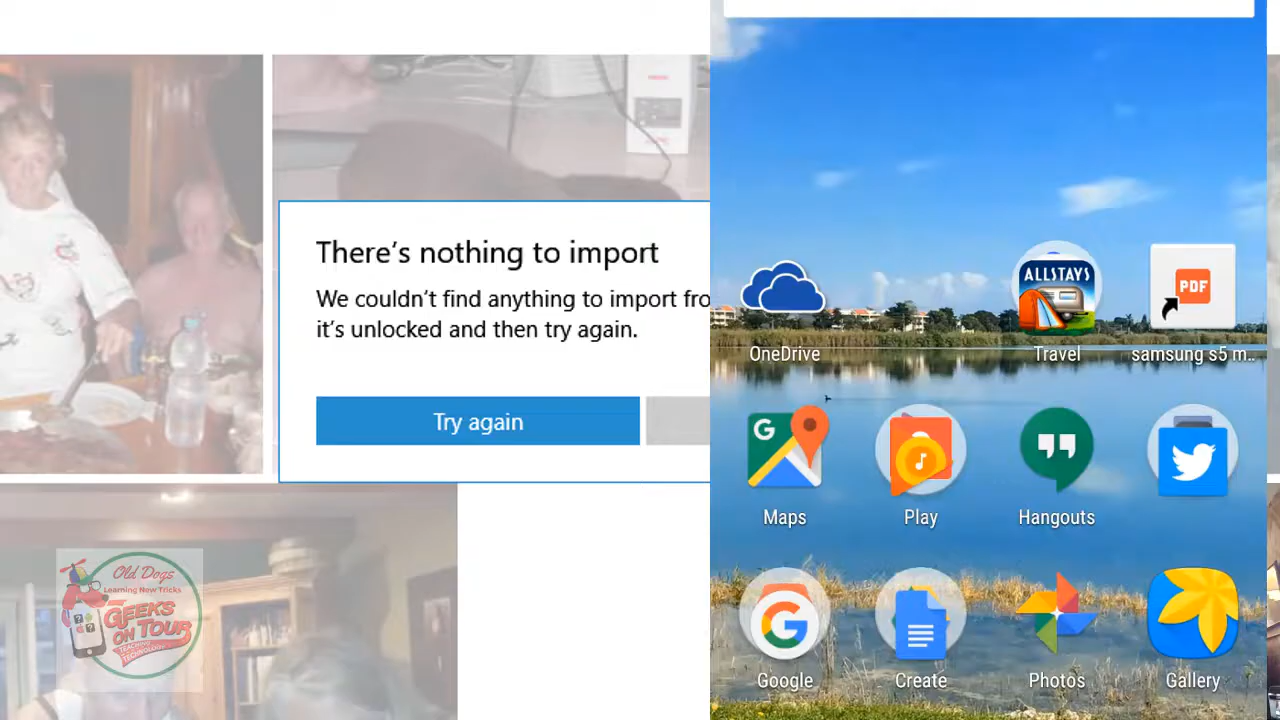 There's nothing to import
We couldn't find anything to import fro
it's unlocked and then try again.
Try again
Old Dogs
Learning New Tricks
GEEKS
ON TOUR
TEACHING
TECHNOLOGY
ALLSTAYS
PDF
OneDrive
Travel
samsung s5 m...
G
Maps
Play
Hangouts
G
Google
Create
Photos
Gallery